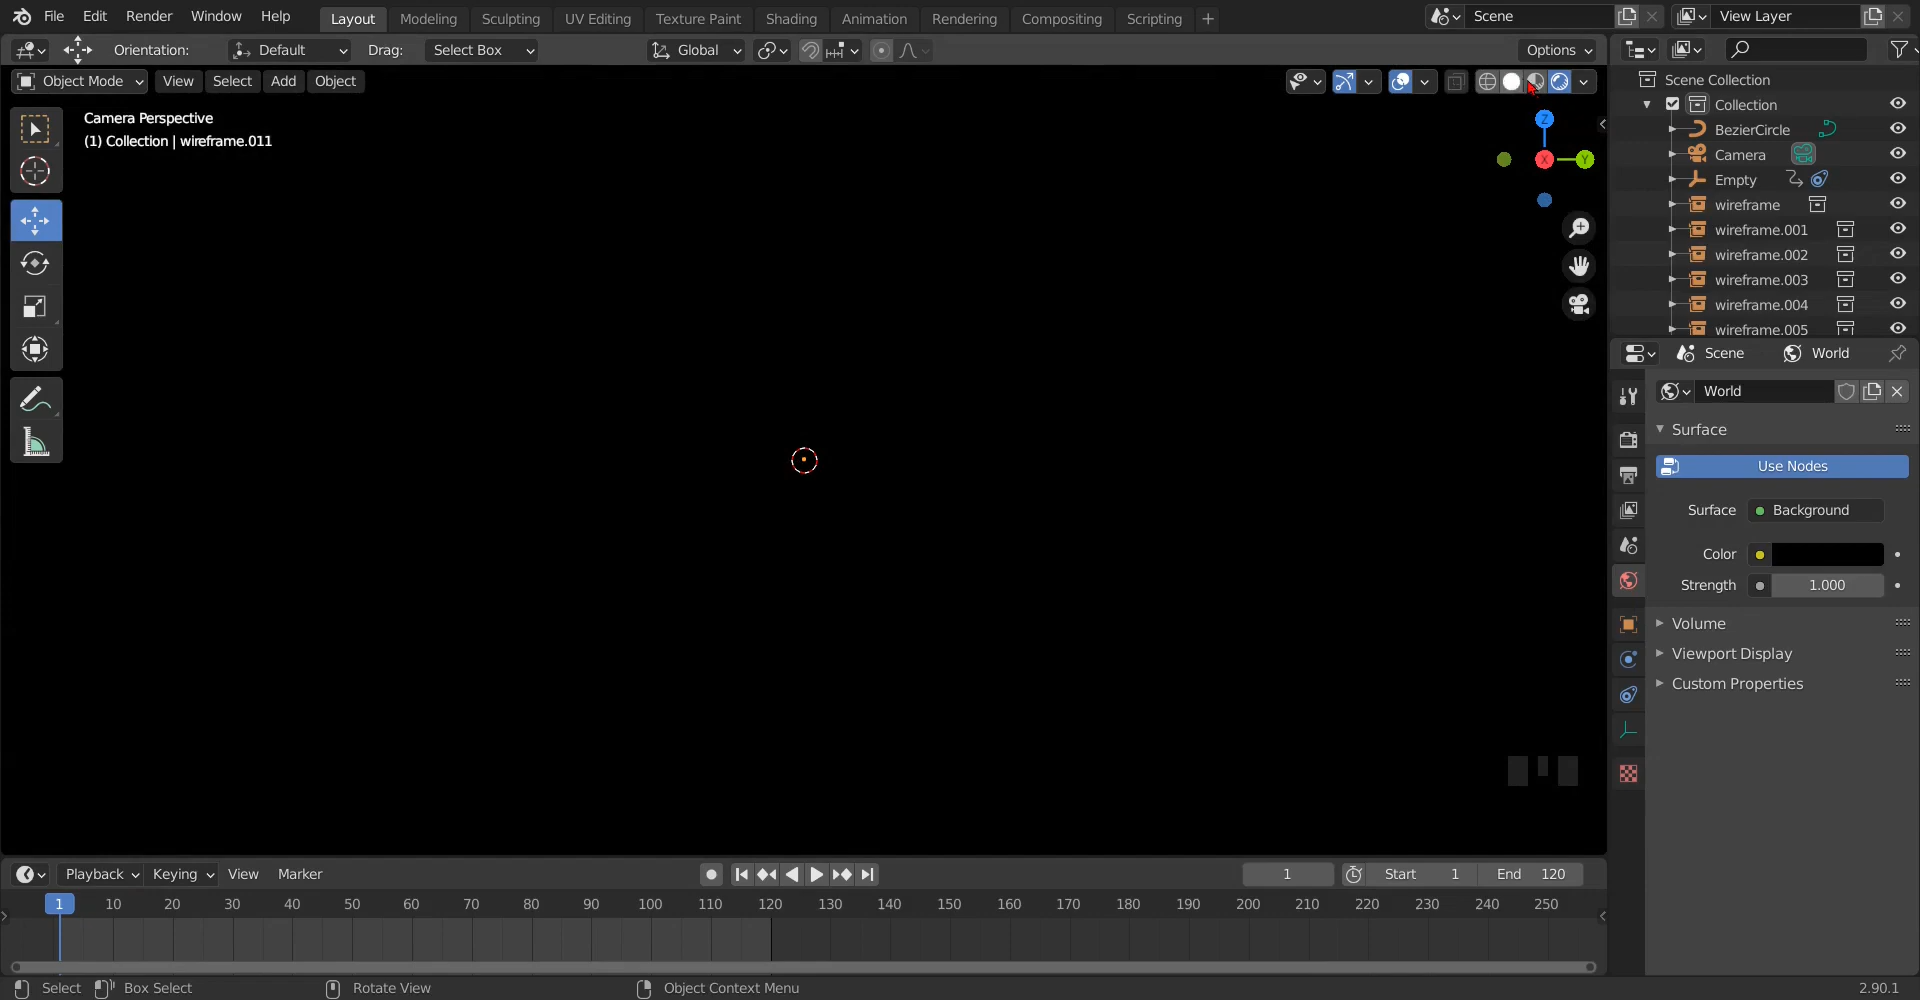 File Edit Render Window Help Layout Modeling Sculpting UV Editing Texture Paint Shading Animation Rendering Compositing Scripting + Scene View Layer
Orientation: Default Drag: Select Box Global Options
Object Mode View Select Add Object
Camera Perspective
(1) Collection | wireframe.011
Z
X Y
Scene Collection
Collection
BezierCircle
Camera
Empty
wireframe
wireframe.001
wireframe.002
wireframe.003
wireframe.004
wireframe.005
Scene World
World
Surface
Use Nodes
Surface Background
Color
Strength 1.000
Volume
Viewport Display
Custom Properties
Playback Keying View Marker 1 Start 1 End 120
1 10 20 30 40 50 60 70 80 90 100 110 120 130 140 150 160 170 180 190 200 210 220 230 240 250
Select Box Select Rotate View Object Context Menu 2.90.1